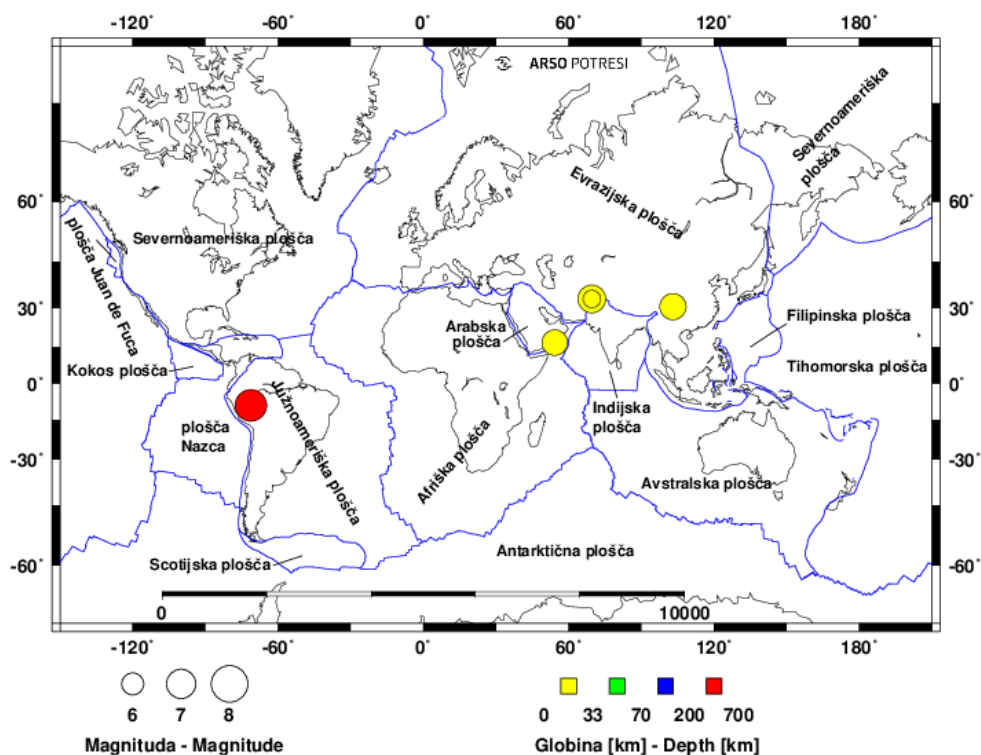 -120˚ -60˚ 0˚ 60˚ 120˚ 180˚
ARSO POTRESI
Severnoameriška
plošča
Evrazijska plošča
60˚ 60˚
plošča Juan de Fuca
Severnoameriška plošča
30˚ 30˚
Arabska
plošča
Filipinska plošča
Kokos plošča
Tihomorska plošča
0˚ 0˚
Južnoameriška plošča
Indijska
plošča
plošča
Nazca
Afriška plošča
-30˚ -30˚
Avstralska plošča
Scotijska plošča
Antarktična plošča
-60˚ -60˚
0 10000
-120˚ -60˚ 0˚ 60˚ 120˚ 180˚
6 7 8
0 33 70 200 700
Magnituda - Magnitude
Globina [km] - Depth [km]